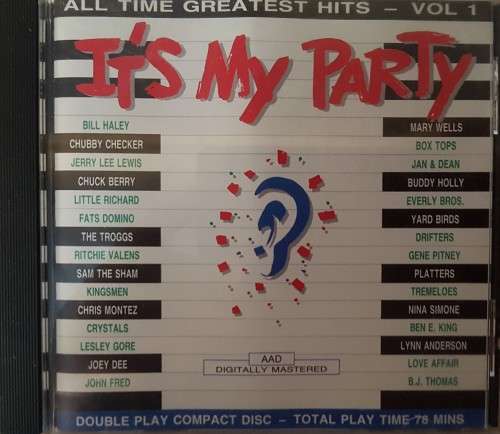 ALL TIME GREATEST HITS – VOL 1
IT'S MY PARTY
BILL HALEY
CHUBBY CHECKER
JERRY LEE LEWIS
CHUCK BERRY
LITTLE RICHARD
FATS DOMINO
THE TROGGS
RITCHIE VALENS
SAM THE SHAM
KINGSMEN
CHRIS MONTEZ
CRYSTALS
LESLEY GORE
JOEY DEE
JOHN FRED
MARY WELLS
BOX TOPS
JAN & DEAN
BUDDY HOLLY
EVERLY BROS.
YARD BIRDS
DRIFTERS
GENE PITNEY
PLATTERS
TREMELOES
NINA SIMONE
BEN E. KING
LYNN ANDERSON
LOVE AFFAIR
B.J. THOMAS
AAD
DIGITALLY MASTERED
DOUBLE PLAY COMPACT DISC – TOTAL PLAY TIME 78 MINS